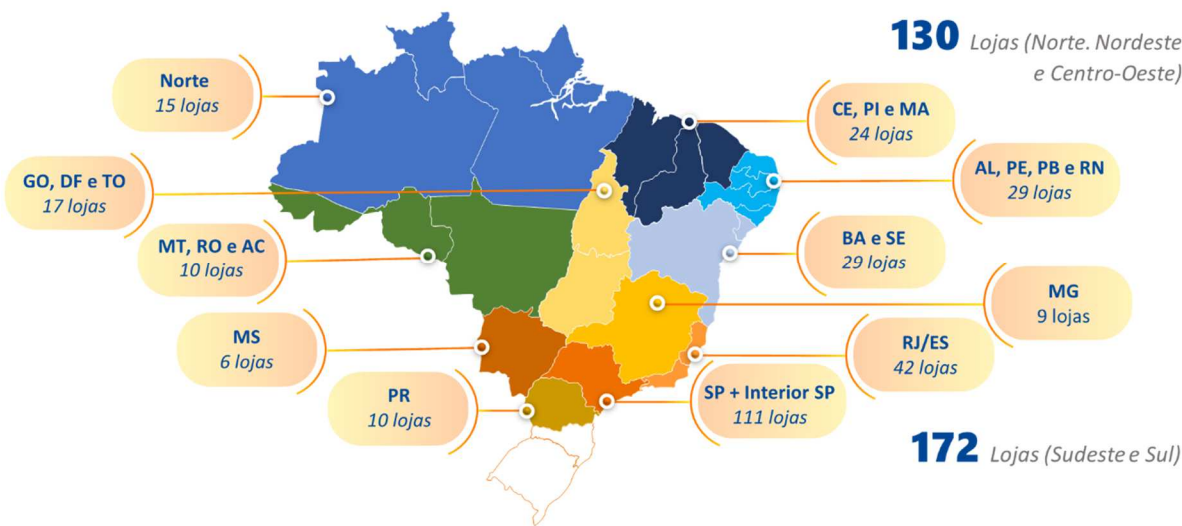 130 Lojas (Norte. Nordeste
e Centro-Oeste)
Norte
15 lojas
CE, PI e MA
24 lojas
GO, DF e TO
17 lojas
AL, PE, PB e RN
29 lojas
MT, RO e AC
10 lojas
BA e SE
29 lojas
MG
9 lojas
MS
6 lojas
RJ/ES
42 lojas
PR
10 lojas
SP + Interior SP
111 lojas
172 Lojas (Sudeste e Sul)